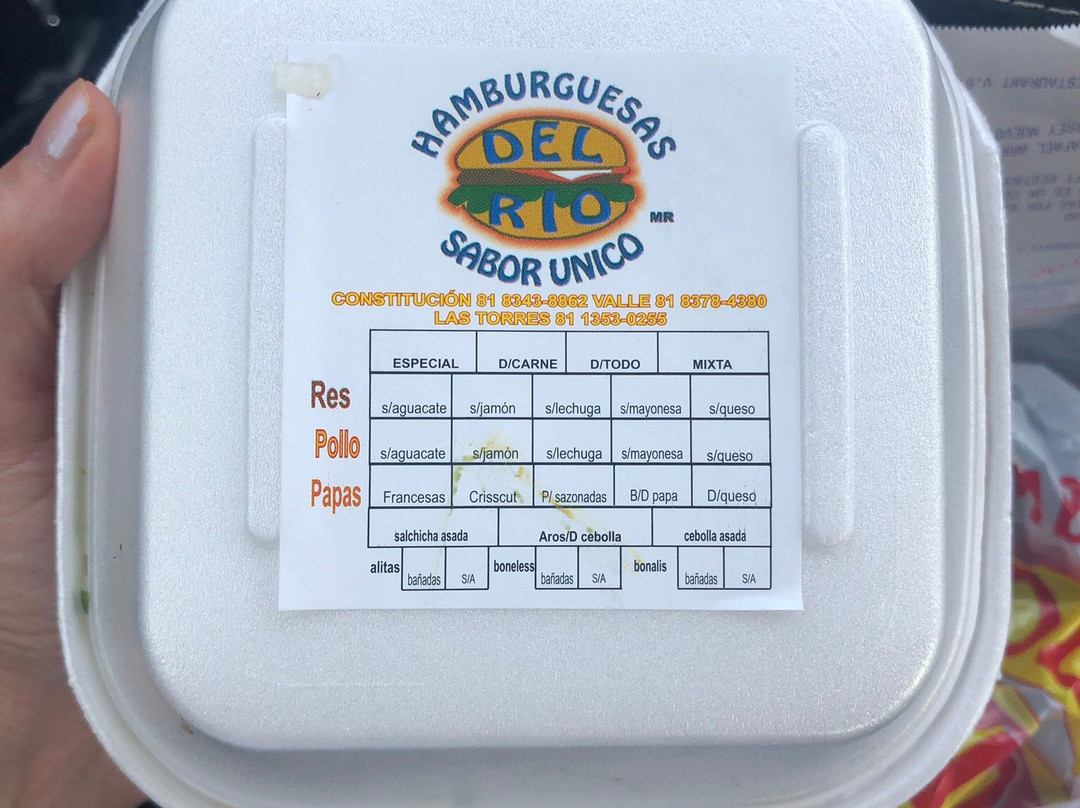 HAMBURGUESAS
DEL
RIO
MR
SABOR UNICO
CONSTITUCIÓN 81 8343-8862 VALLE 81 8378-4380
LAS TORRES 81 1353-0255
ESPECIAL D/CARNE D/TODO MIXTA
Res s/aguacate s/jamón s/lechuga s/mayonesa s/queso
Pollo s/aguacate s/jamón s/lechuga s/mayonesa s/queso
Papas Francesas Crisscut P/ sazonadas B/D papa D/queso
salchicha asada Aros/D cebolla cebolla asada
alitas bañadas S/A boneless bañadas S/A bonalis bañadas S/A